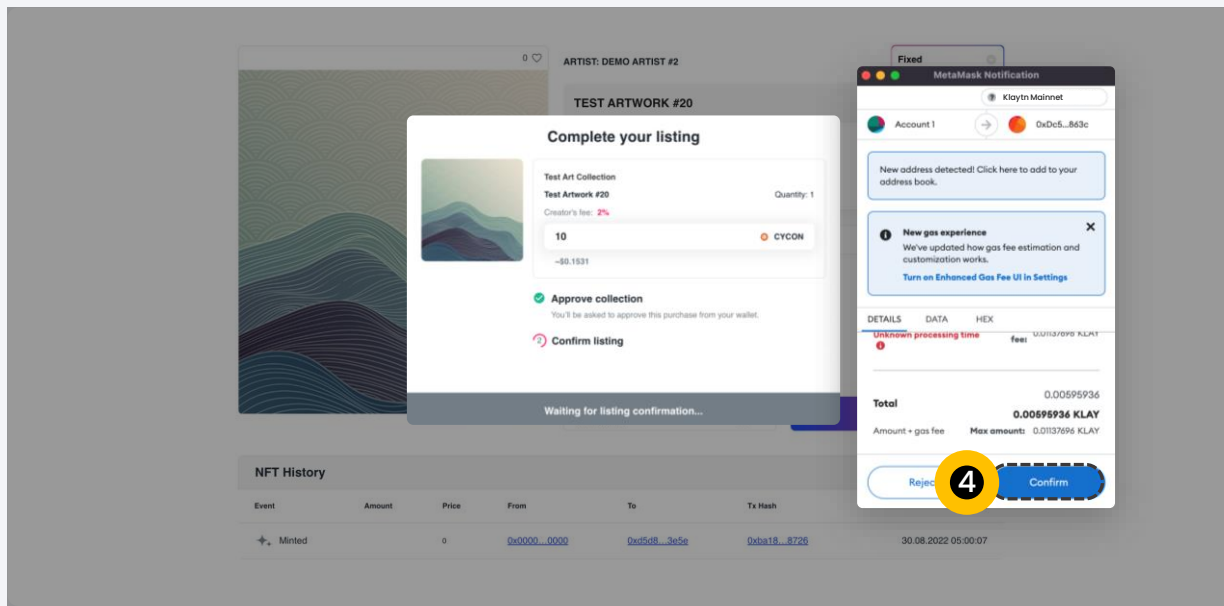 0
ARTIST: DEMO ARTIST #2
Fixed
TEST ARTWORK #20
MetaMask Notification
Klaytn Mainnet
Account 1
0xDc5...863c
New address detected! Click here to add to your
address book.
New gas experience
We've updated how gas fee estimation and
customization works.
Turn on Enhanced Gas Fee UI in Settings
DETAILS DATA HEX
Unknown processing time
fee: 0.01137696 KLAY
0.00595936
Total
0.00595936 KLAY
Amount + gas fee Max amount: 0.01137696 KLAY
Reject Confirm
4
Complete your listing
Test Art Collection
Test Artwork #20 Quantity: 1
Creator's fee: 2%
10 CYCON
~$0.1531
Approve collection
You'll be asked to approve this purchase from your wallet.
2 Confirm listing
Waiting for listing confirmation...
NFT History
Event Amount Price From To Tx Hash
Minted 0 0x0000...0000 0xd5d8...3e5e 0xba18...8726 30.08.2022 05:00:07